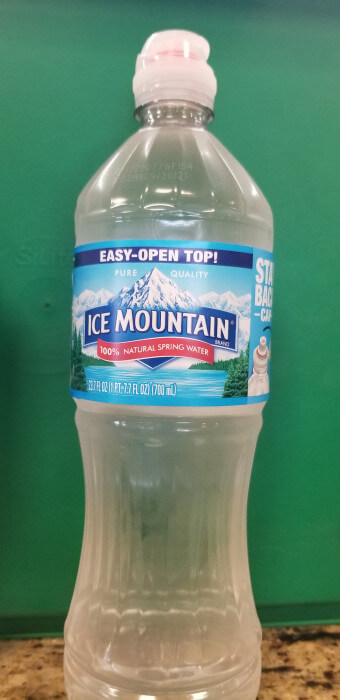 EASY-OPEN TOP!
PURE QUALITY
ICE MOUNTAIN®
BRAND
100% NATURAL SPRING WATER
23.7 FL OZ (1 PT-7.7 FL OZ) (700 mL)